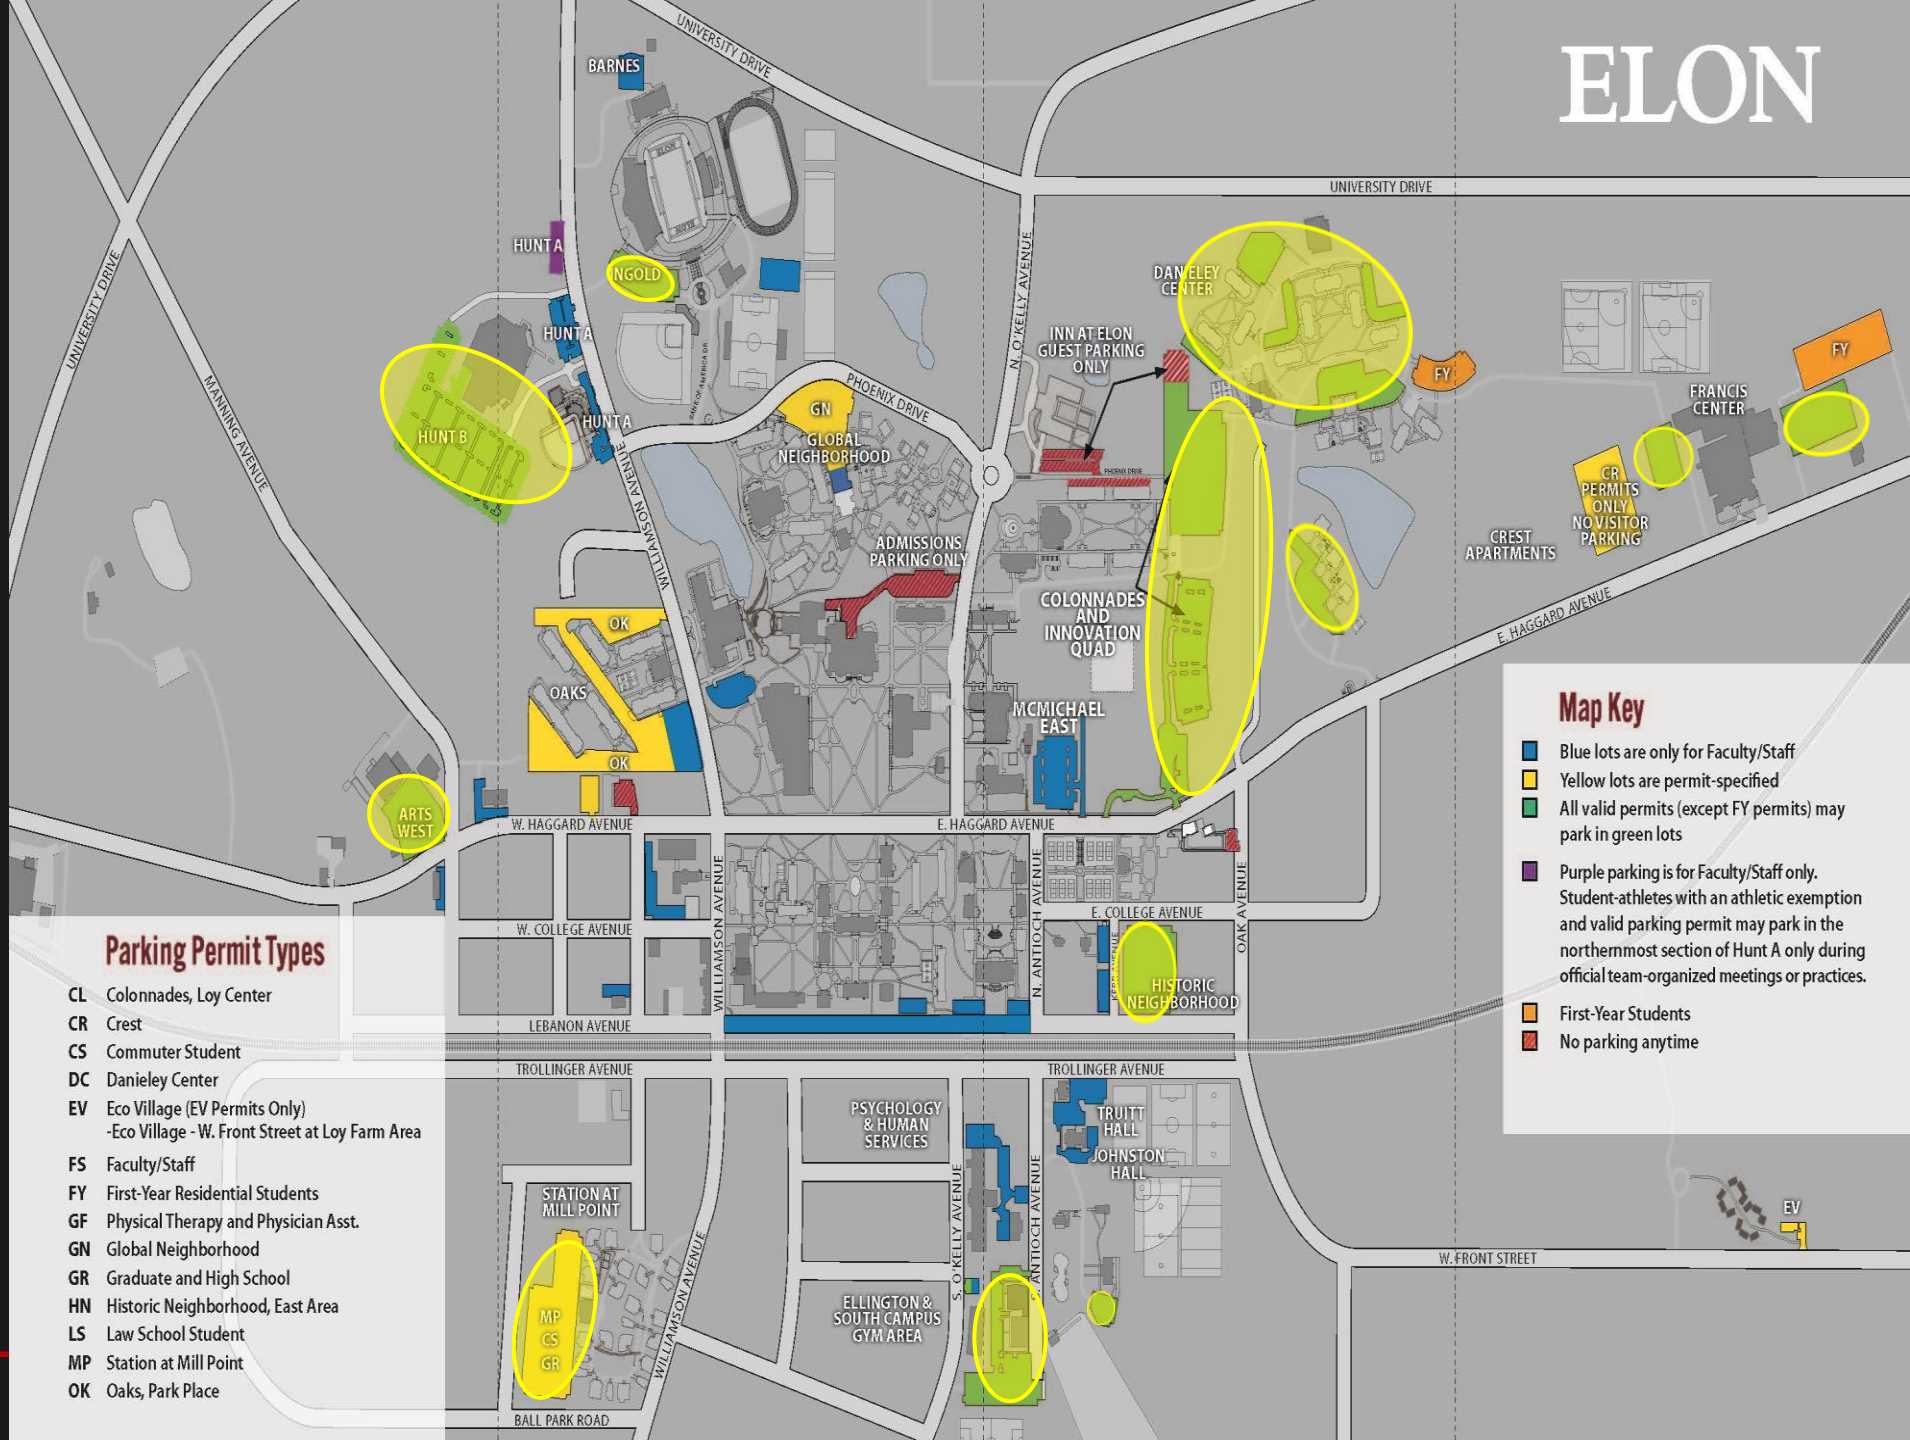 ELON
UNIVERSITY DRIVE
BARNES
ELON
UNIVERSITY DRIVE
HUNT A
INGOLD
N. O'KELLY AVENUE
DANIELEY
CENTER
UNIVERSITY DRIVE
HUNT A
INN AT ELON
GUEST PARKING
ONLY
FY
FY
BANK OF AMERICA DR.
PHOENIX DRIVE
MANNING AVENUE
GN
GLOBAL
NEIGHBORHOOD
HUNT A
HUNT B
FRANCIS
CENTER
PHOENIX DRIVE
CR
PERMITS
ONLY
NO VISITOR
PARKING
WILLIAMSON AVENUE
ADMISSIONS
PARKING ONLY
CREST
APARTMENTS
COLONNADES
AND
INNOVATION
QUAD
E. HAGGARD AVENUE
OK
OAKS
OK
MCMICHAEL
EAST
ARTS
WEST
W. HAGGARD AVENUE
E. HAGGARD AVENUE
WILLIAMSON AVENUE
N. ANTIOCH AVENUE
OAK AVENUE
E. COLLEGE AVENUE
W. COLLEGE AVENUE
KERR AVENUE
HISTORIC
NEIGHBORHOOD
LEBANON AVENUE
TROLLINGER AVENUE
TROLLINGER AVENUE
PSYCHOLOGY
& HUMAN
SERVICES
TRUITT
HALL
JOHNSTON
HALL
STATION AT
MILL POINT
S. O'KELLY AVENUE
S. ANTIOCH AVENUE
EV
W. FRONT STREET
MP
CS
GR
WILLIAMSON AVENUE
ELLINGTON &
SOUTH CAMPUS
GYM AREA
BALL PARK ROAD
Map Key
Blue lots are only for Faculty/Staff
Yellow lots are permit-specified
All valid permits (except FY permits) may
park in green lots
Purple parking is for Faculty/Staff only.
Student-athletes with an athletic exemption
and valid parking permit may park in the
northernmost section of Hunt A only during
official team-organized meetings or practices.
First-Year Students
No parking anytime
Parking Permit Types
CL Colonnades, Loy Center
CR Crest
CS Commuter Student
DC Danieley Center
EV Eco Village (EV Permits Only)
-Eco Village - W. Front Street at Loy Farm Area
FS Faculty/Staff
FY First-Year Residential Students
GF Physical Therapy and Physician Asst.
GN Global Neighborhood
GR Graduate and High School
HN Historic Neighborhood, East Area
LS Law School Student
MP Station at Mill Point
OK Oaks, Park Place